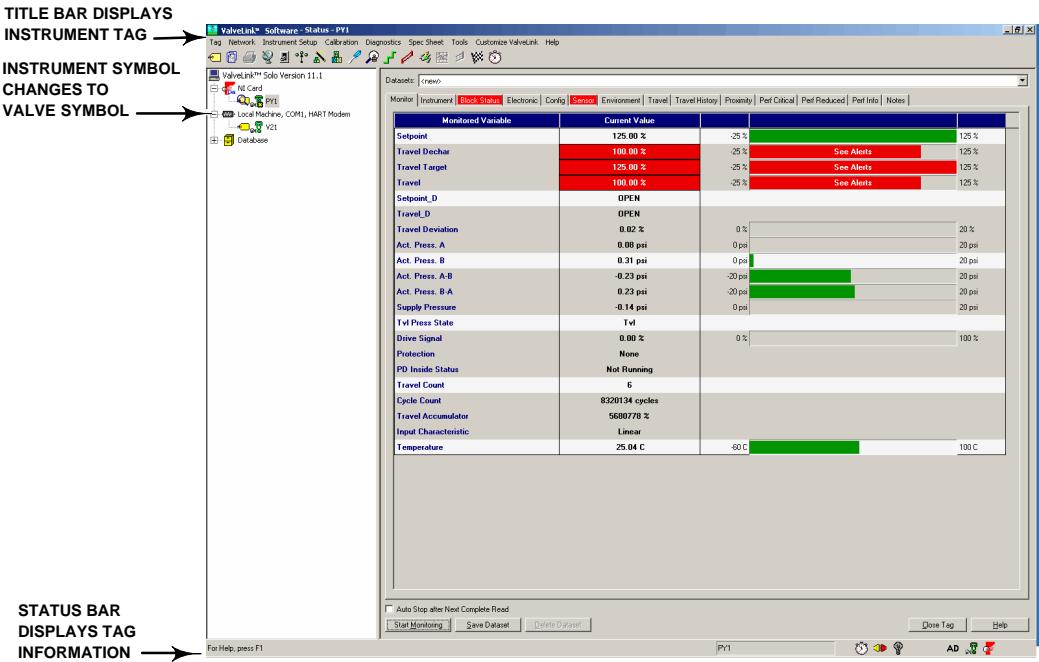 TITLE BAR DISPLAYS
INSTRUMENT TAG
INSTRUMENT SYMBOL
CHANGES TO
VALVE SYMBOL
STATUS BAR
DISPLAYS TAG
INFORMATION
ValveLink™ Software - Status - PY1
Tag Network Instrument Setup Calibration Diagnostics Spec Sheet Tools Customize ValveLink Help
ValveLink™ Solo Version 11.1
NI Card
PY1
Local Machine, COM1, HART Modem
V21
Database
Datasets: <new>
Monitor Instrument Block Status Electronic Config Sensor Environment Travel Travel History Proximity Perf Critical Perf Reduced Perf Info Notes
Monitored Variable Current Value
Setpoint 125.00 % -25 % 125 %
Travel Dechar 100.00 % -25 % See Alerts 125 %
Travel Target 125.00 % -25 % See Alerts 125 %
Travel 100.00 % -25 % See Alerts 125 %
Setpoint_D OPEN
Travel_D OPEN
Travel Deviation 0.02 % 0 % 20 %
Act. Press. A 0.08 psi 0 psi 20 psi
Act. Press. B 0.31 psi 0 psi 20 psi
Act. Press. A-B -0.23 psi -20 psi 20 psi
Act. Press. B-A 0.23 psi -20 psi 20 psi
Supply Pressure -0.14 psi 0 psi 20 psi
Tvl Press State Tvl
Drive Signal 0.00 % 0 % 100 %
Protection None
PD Inside Status Not Running
Travel Count 6
Cycle Count 8320134 cycles
Travel Accumulator 5680778 %
Input Characteristic Linear
Temperature 25.04 C -60 C 100 C
Auto Stop after Next Complete Read
Start Monitoring Save Dataset Delete Dataset Close Tag Help
For Help, press F1 PY1 AD